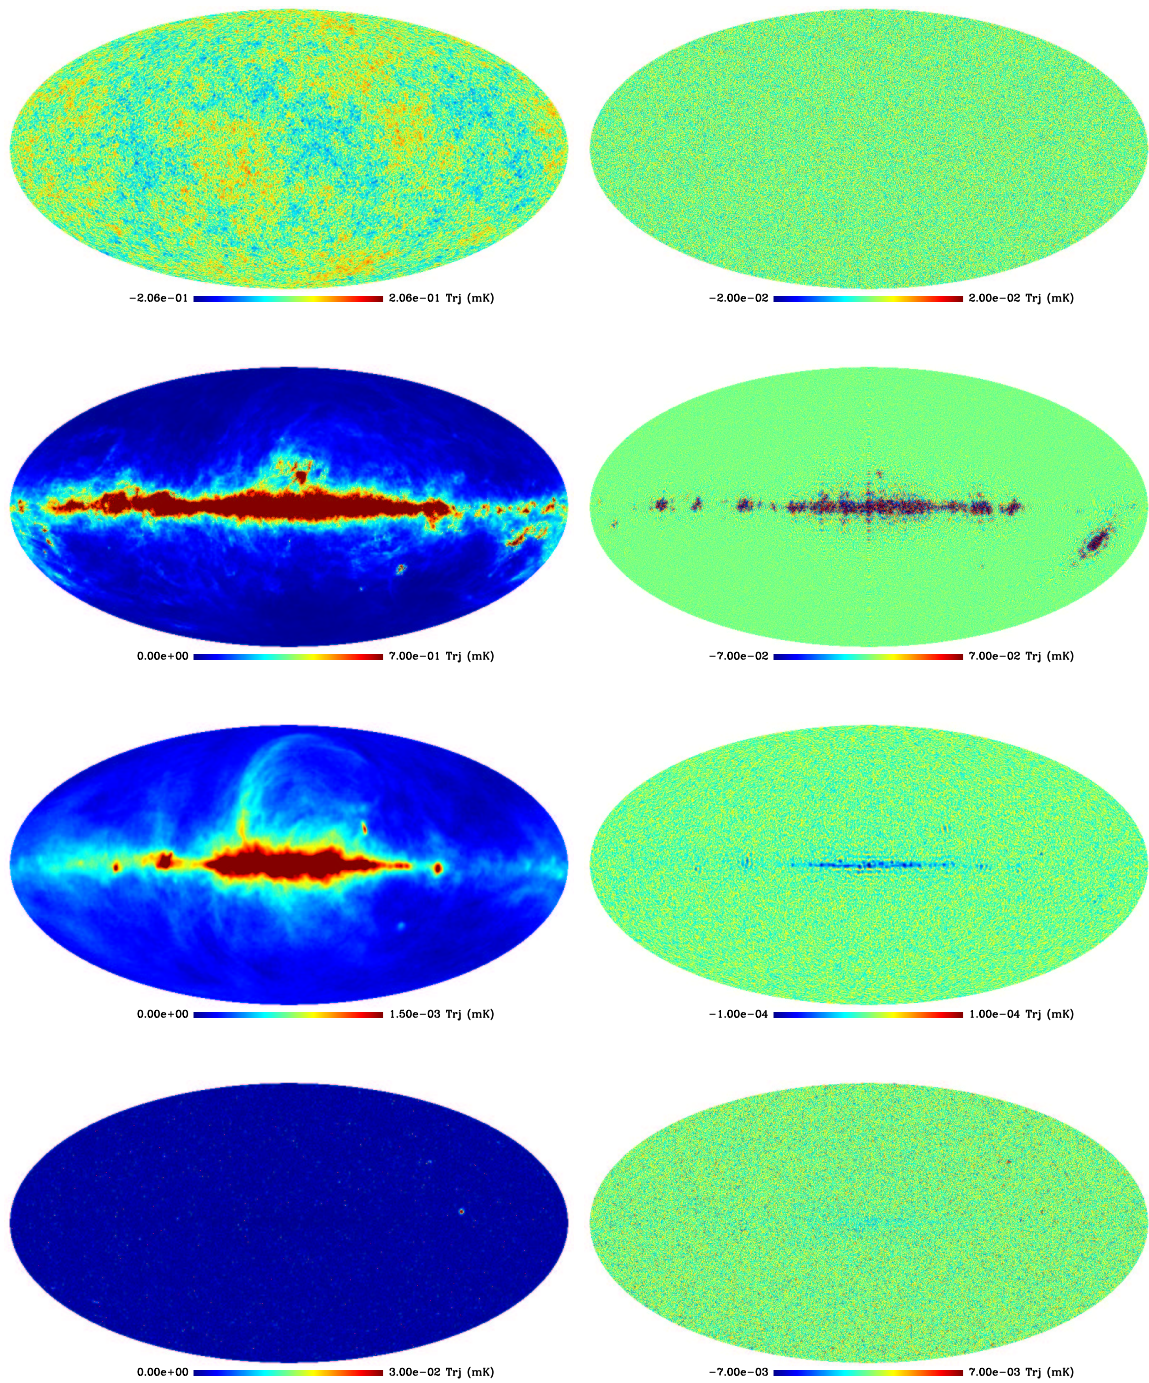 −2.06e−01 2.06e−01 Trj (mK)
−2.00e−02 2.00e−02 Trj (mK)
0.00e+00 7.00e−01 Trj (mK)
−7.00e−02 7.00e−02 Trj (mK)
0.00e+00 1.50e−03 Trj (mK)
−1.00e−04 1.00e−04 Trj (mK)
0.00e+00 3.00e−02 Trj (mK)
−7.00e−03 7.00e−03 Trj (mK)